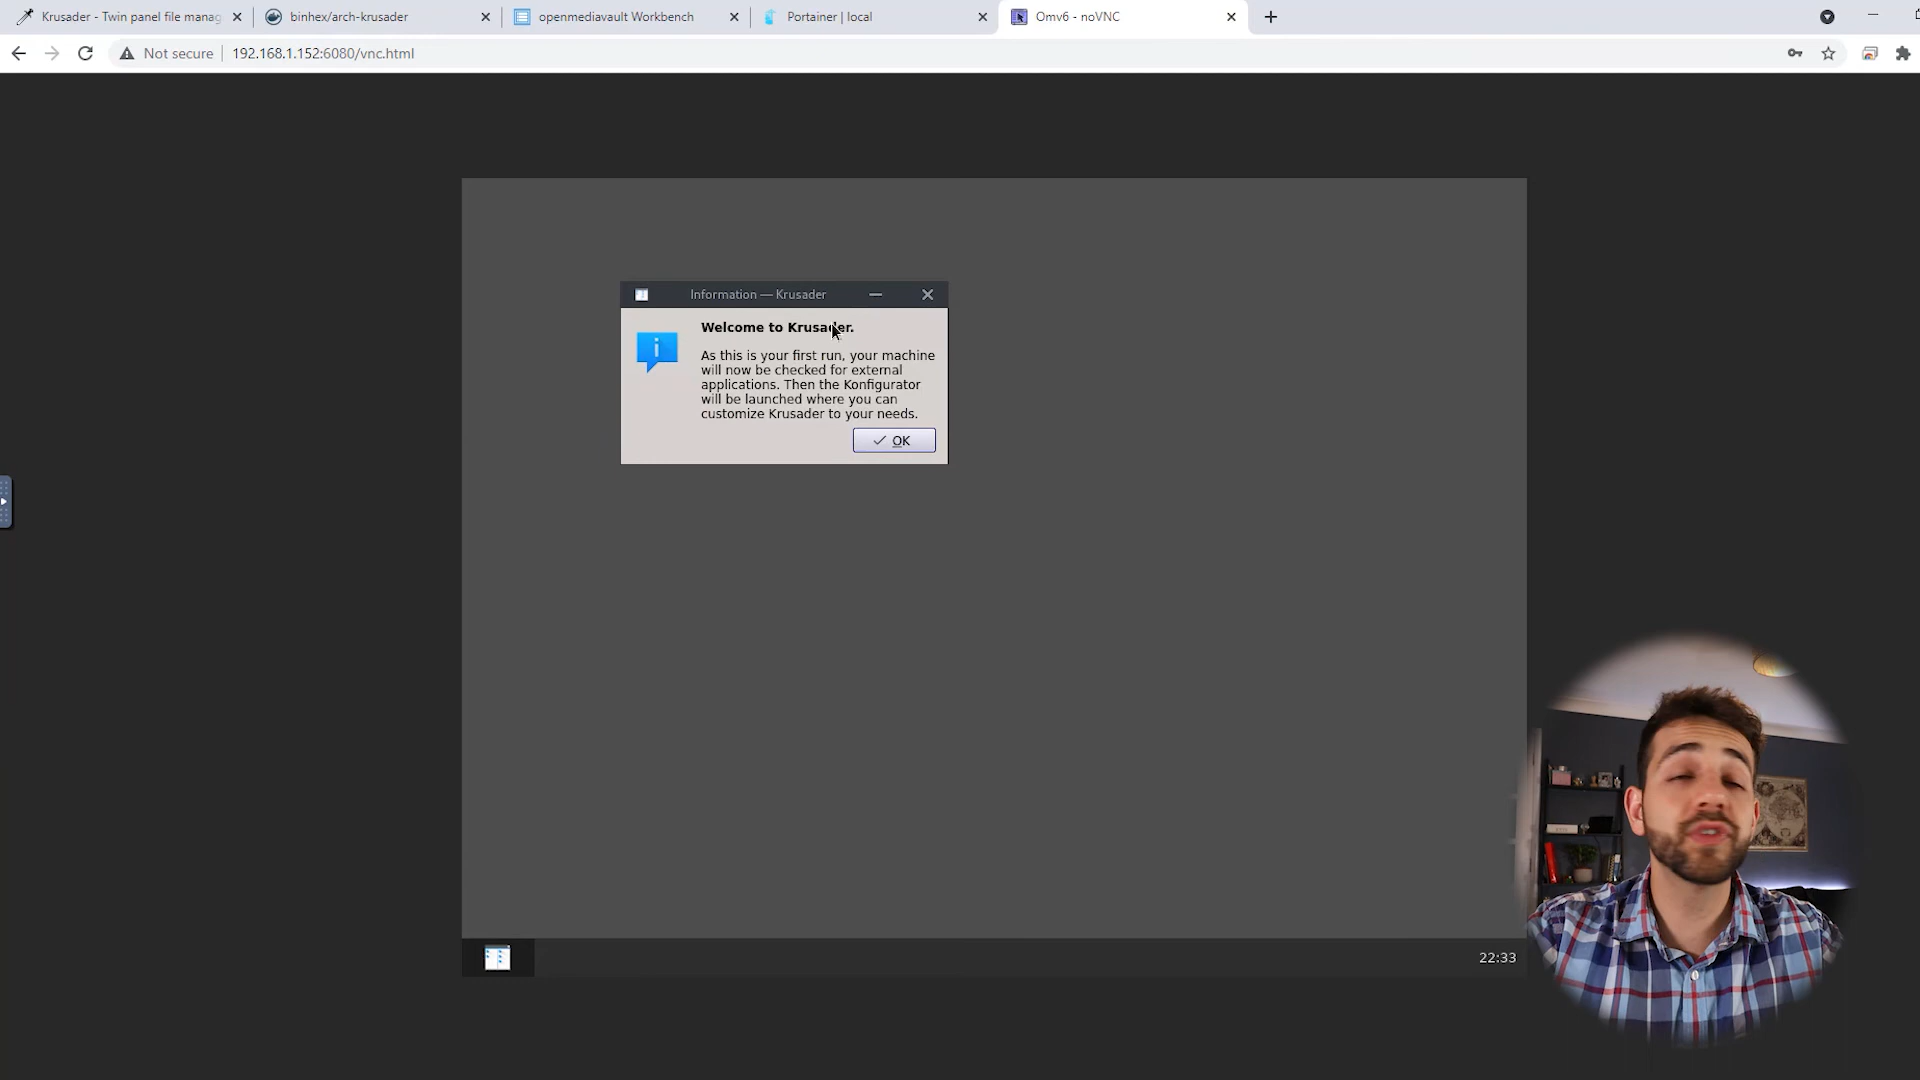 Krusader - Twin panel file manag
binhex/arch-krusader
openmediavault Workbench
Portainer | local
Omv6 - noVNC
Not secure
192.168.1.152:6080/vnc.html
Information — Krusader
Welcome to Krusader.
As this is your first run, your machine
will now be checked for external
applications. Then the Konfigurator
will be launched where you can
customize Krusader to your needs.
OK
22:33